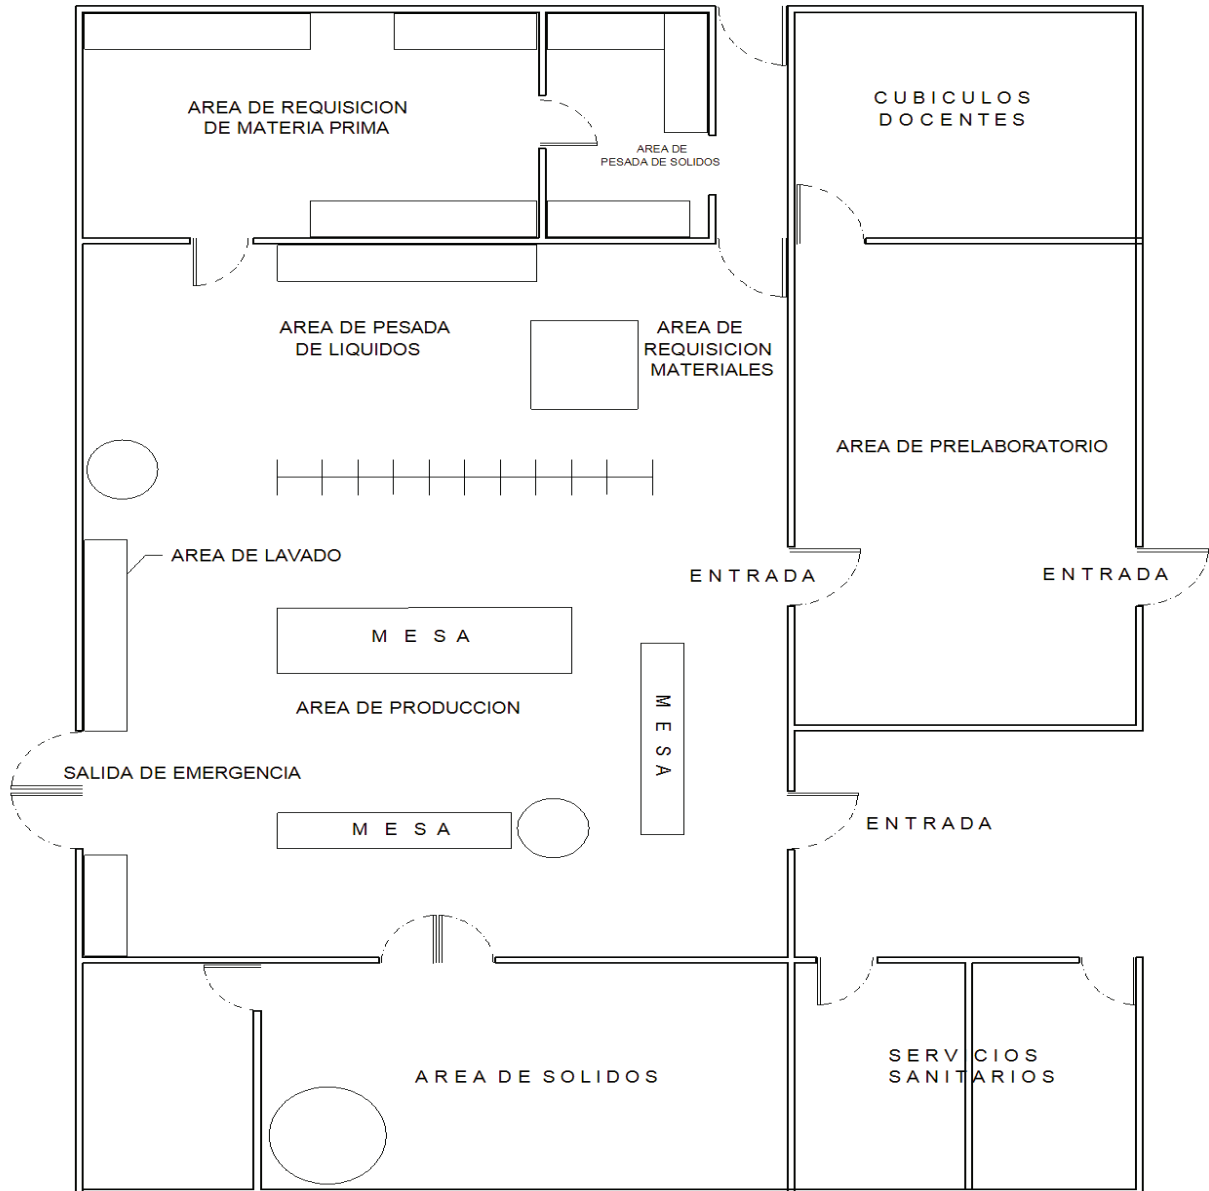 AREA DE REQUISICION
DE MATERIA PRIMA
AREA DE
PESADA DE SOLIDOS
CUBICULOS
DOCENTES
AREA DE PESADA
DE LIQUIDOS
AREA DE
REQUISICION
MATERIALES
AREA DE PRELABORATORIO
AREA DE LAVADO
ENTRADA
ENTRADA
MESA
MESA
AREA DE PRODUCCION
SALIDA DE EMERGENCIA
MESA
ENTRADA
AREA DE SOLIDOS
SERVICIOS
SANITARIOS